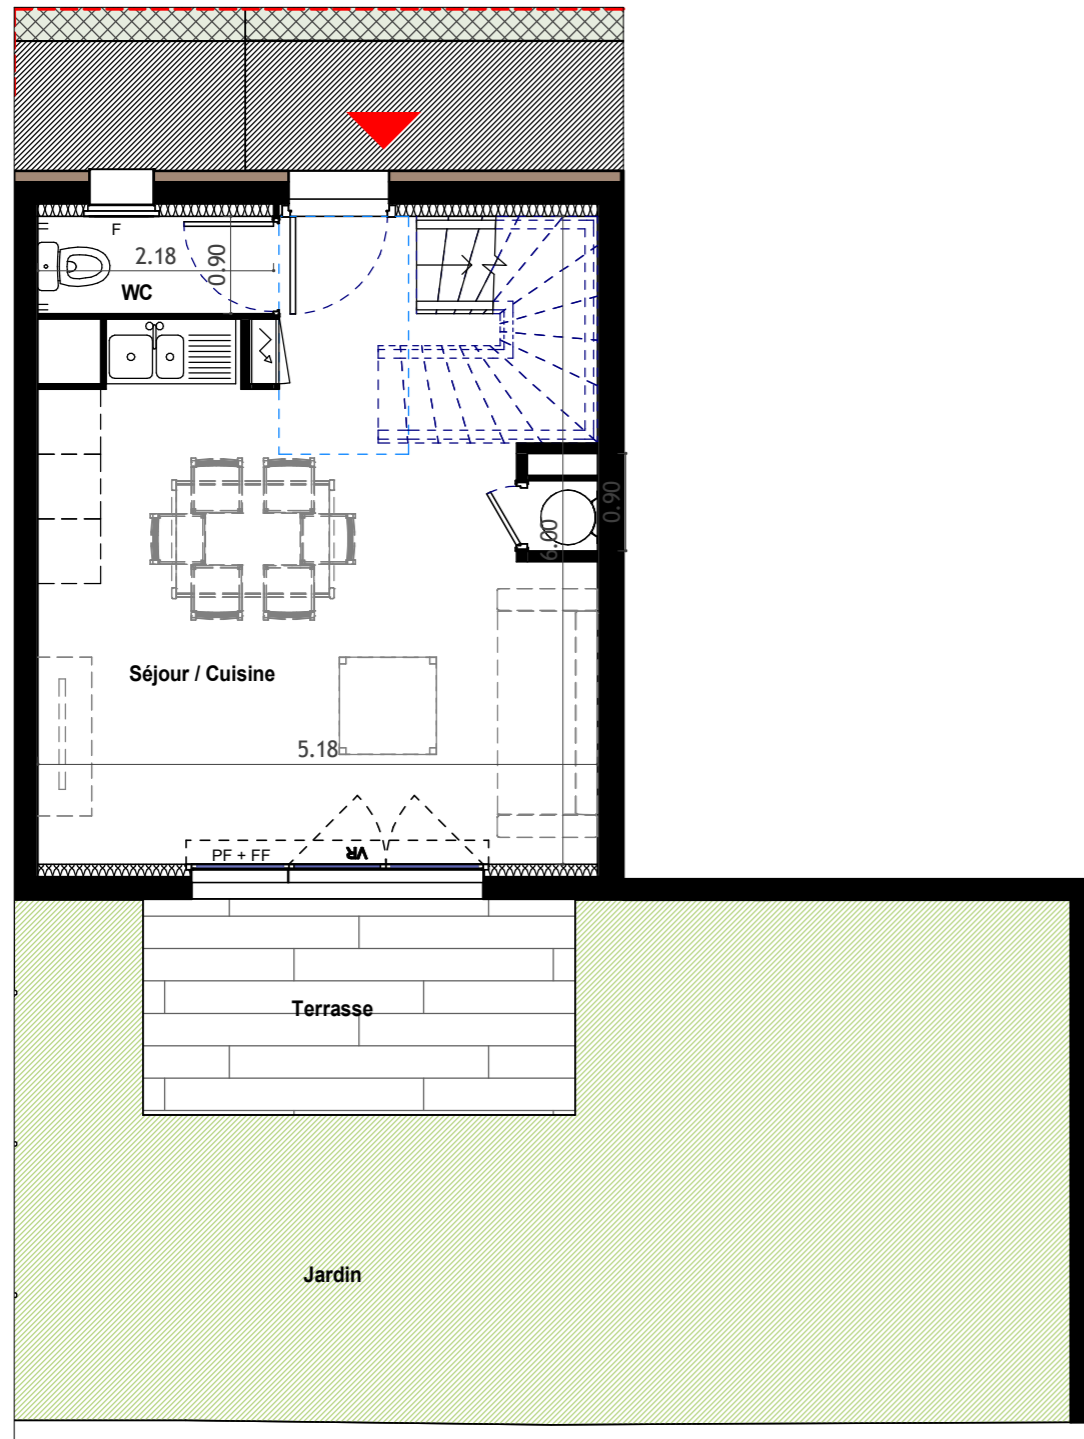 F
2.18
0.90
WC
0.90
6.00
Séjour / Cuisine
5.18
PF + FF
VR
Terrasse
Jardin